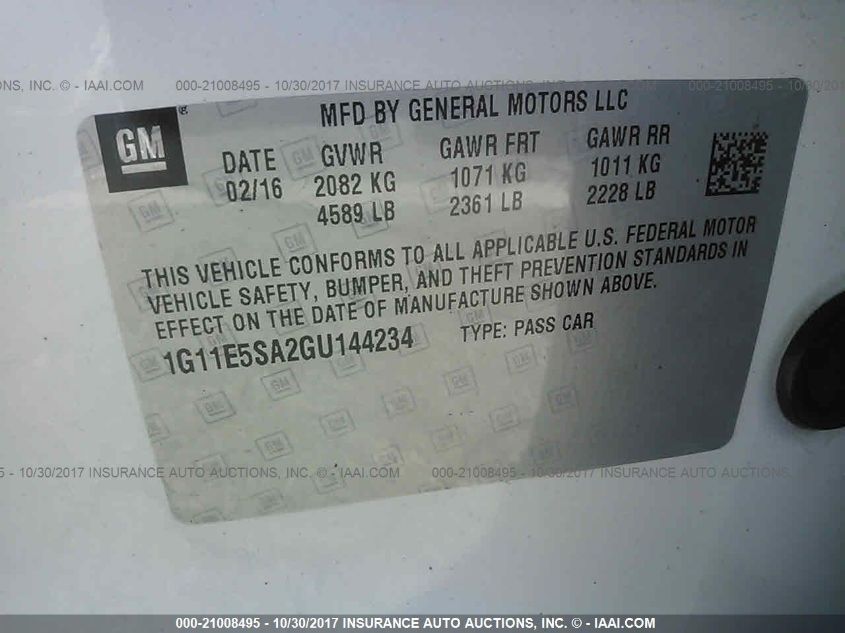 INC. © - IAAI.COM 000-21008495 - 10/30/2017 INSURANCE AUTO AUCTIONS, INC. © - IAAI.COM 000-21008495 - 10/30/2017
GM
MFD BY GENERAL MOTORS LLC
DATE GVWR GAWR FRT GAWR RR
02/16 2082 KG 1071 KG 1011 KG
4589 LB 2361 LB 2228 LB
THIS VEHICLE CONFORMS TO ALL APPLICABLE U.S. FEDERAL MOTOR
VEHICLE SAFETY, BUMPER, AND THEFT PREVENTION STANDARDS IN
EFFECT ON THE DATE OF MANUFACTURE SHOWN ABOVE.
1G11E5SA2GU144234 TYPE: PASS CAR
- 10/30/2017 INSURANCE AUTO AUCTIONS, INC. © - IAAI.COM 000-21008495 - 10/30/2017 INSURANCE AUTO AUCTIONS,
000-21008495 - 10/30/2017 INSURANCE AUTO AUCTIONS, INC. © - IAAI.COM